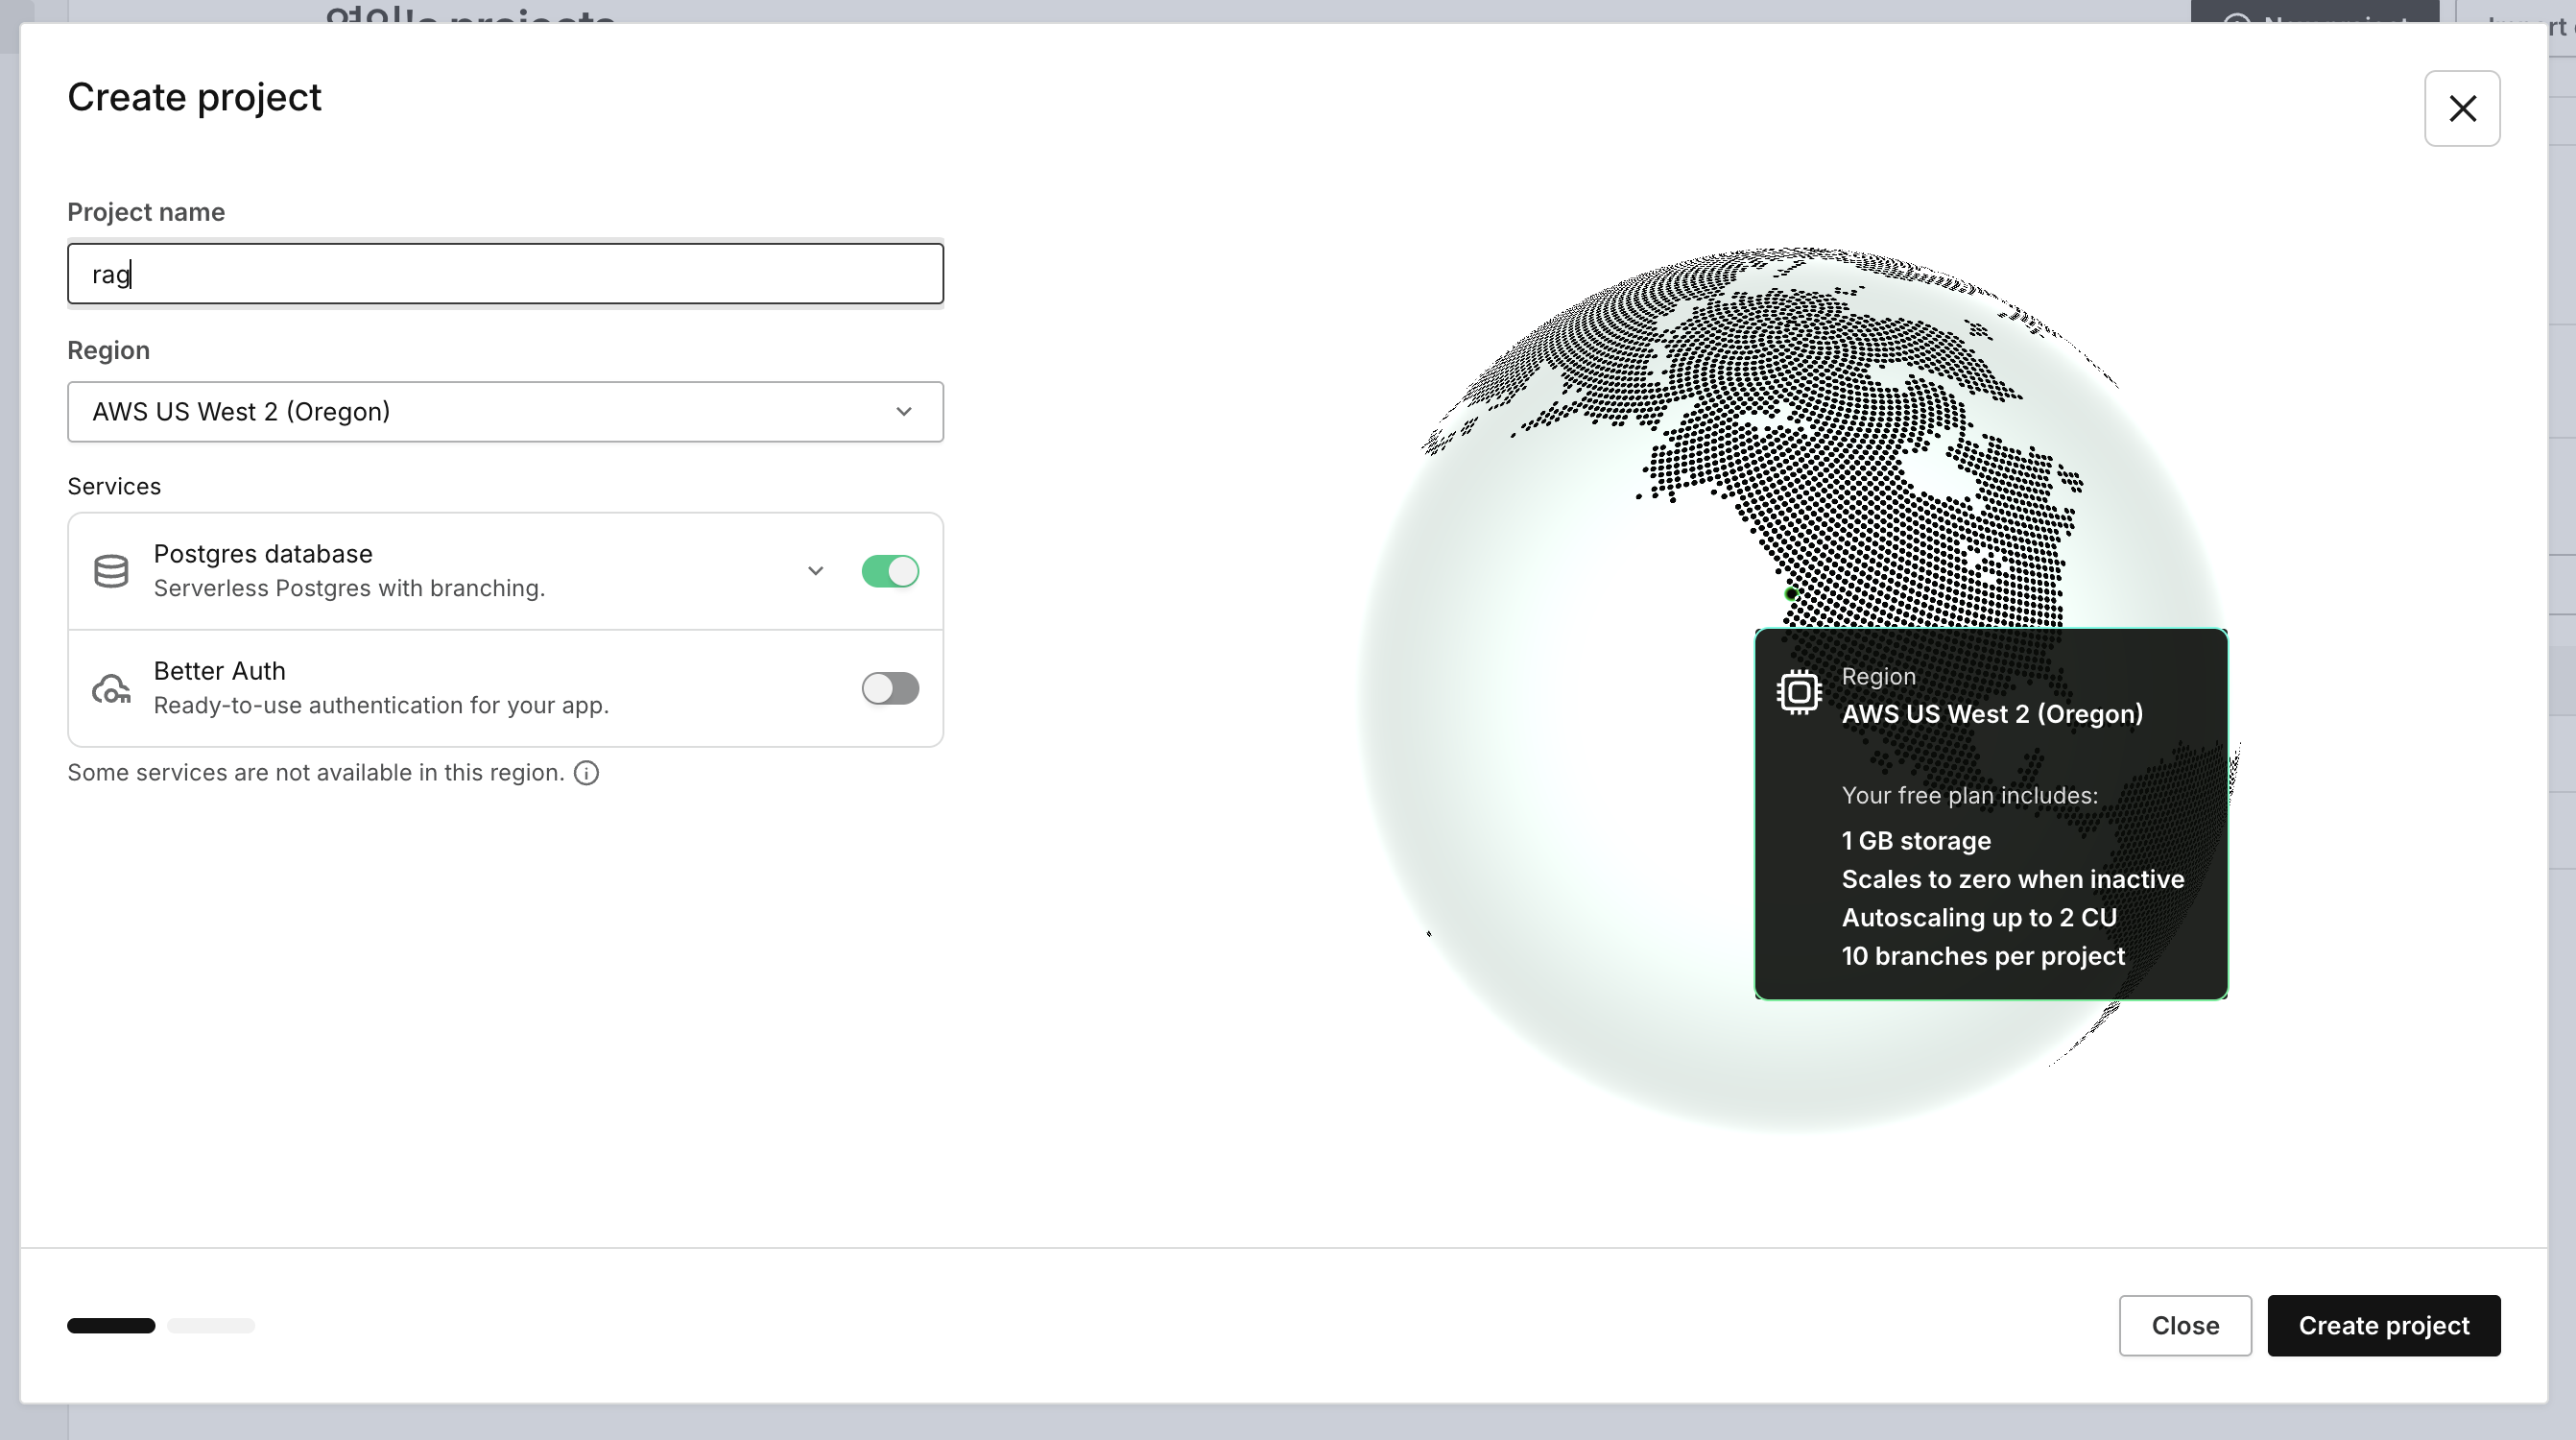 projects
Create project
Project name
rag
Region
AWS US West 2 (Oregon)
Services
Postgres database
Serverless Postgres with branching.
Better Auth
Ready-to-use authentication for your app.
Some services are not available in this region.
Region
AWS US West 2 (Oregon)
Your free plan includes:
1 GB storage
Scales to zero when inactive
Autoscaling up to 2 CU
10 branches per project
Close
Create project